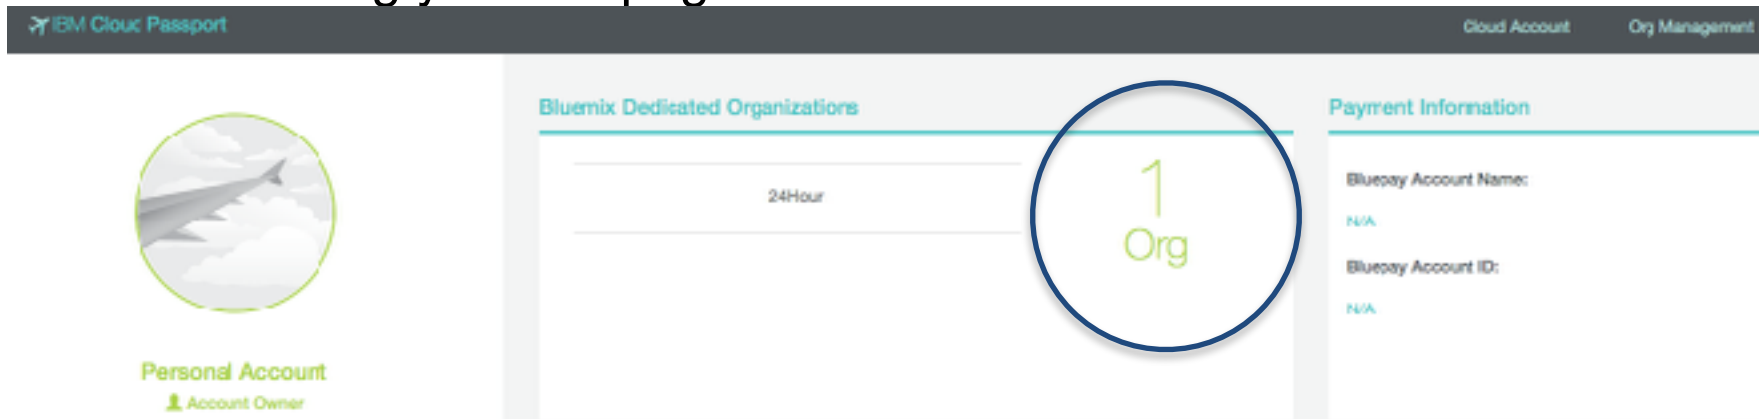 IBM Cloud Passport
Cloud Account
Org Management
Bluemix Dedicated Organizations
24Hour
1
Org
Payment Information
Bluepay Account Name:
N/A
Bluepay Account ID:
N/A
Personal Account
Account Owner